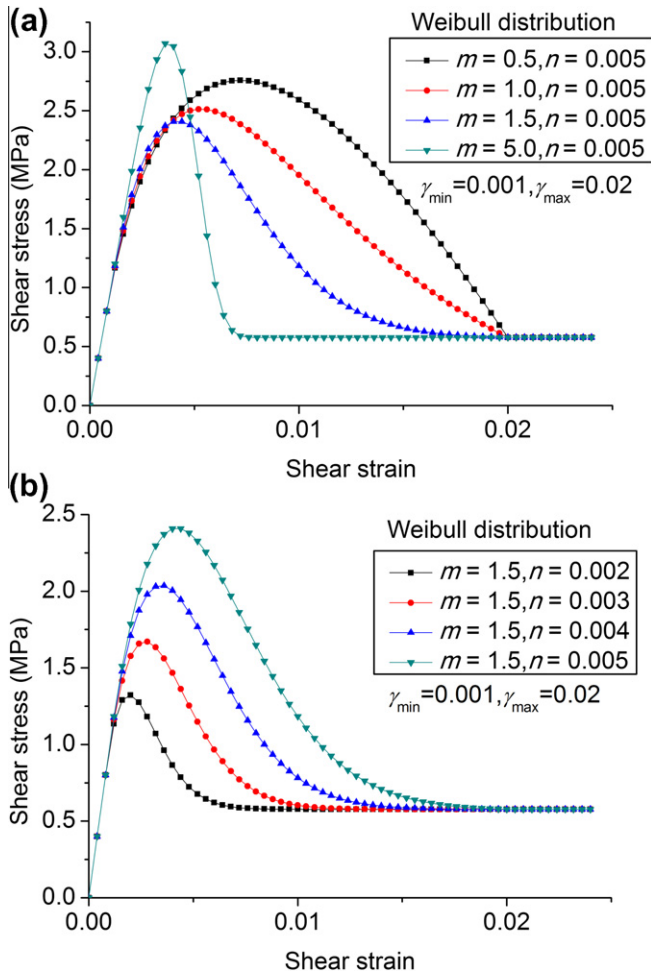 (a)
Weibull distribution
m = 0.5,n = 0.005
m = 1.0,n = 0.005
m = 1.5,n = 0.005
m = 5.0,n = 0.005
γmin=0.001,γmax=0.02
Shear stress (MPa)
3.0
2.5
2.0
1.5
1.0
0.5
0.0
0.00
0.01
0.02
Shear strain
(b)
Weibull distribution
m = 1.5,n = 0.002
m = 1.5,n = 0.003
m = 1.5,n = 0.004
m = 1.5,n = 0.005
γmin=0.001,γmax=0.02
Shear stress (MPa)
2.5
2.0
1.5
1.0
0.5
0.0
0.00
0.01
0.02
Shear strain